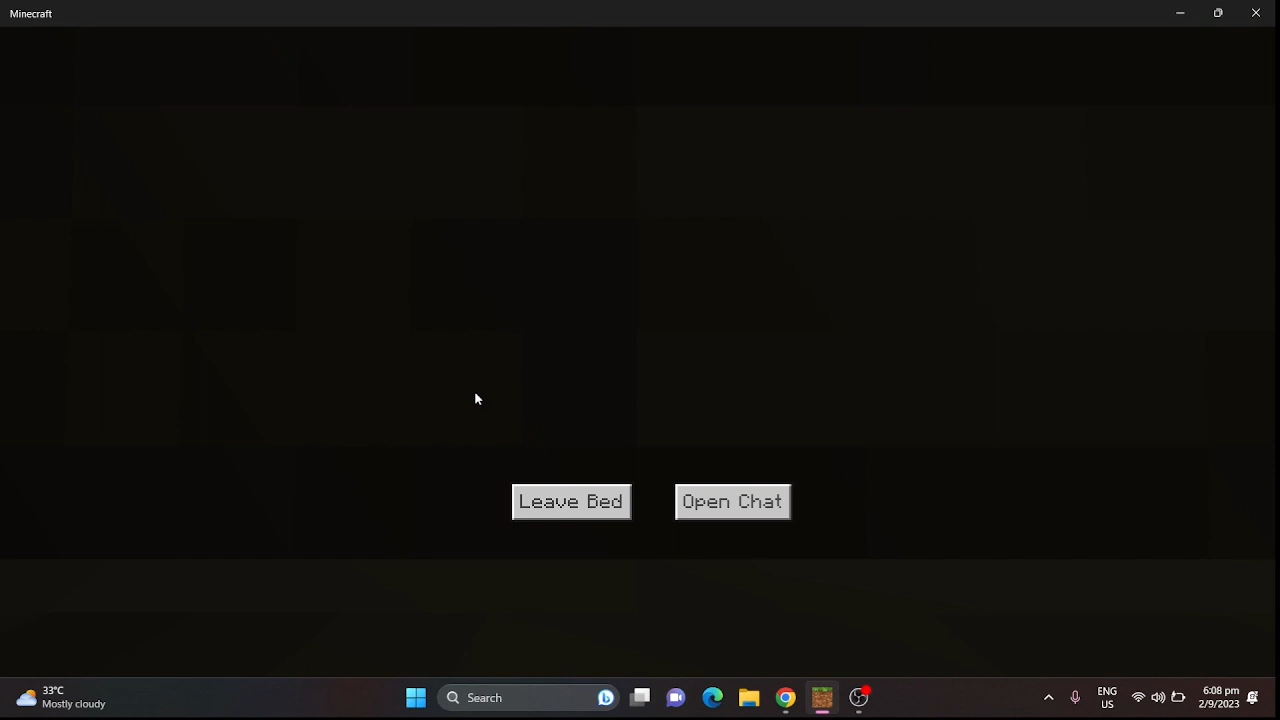 Minecraft
Leave Bed
Open Chat
33°C
Mostly cloudy
Search
ENG
US
6:08 pm
2/9/2023